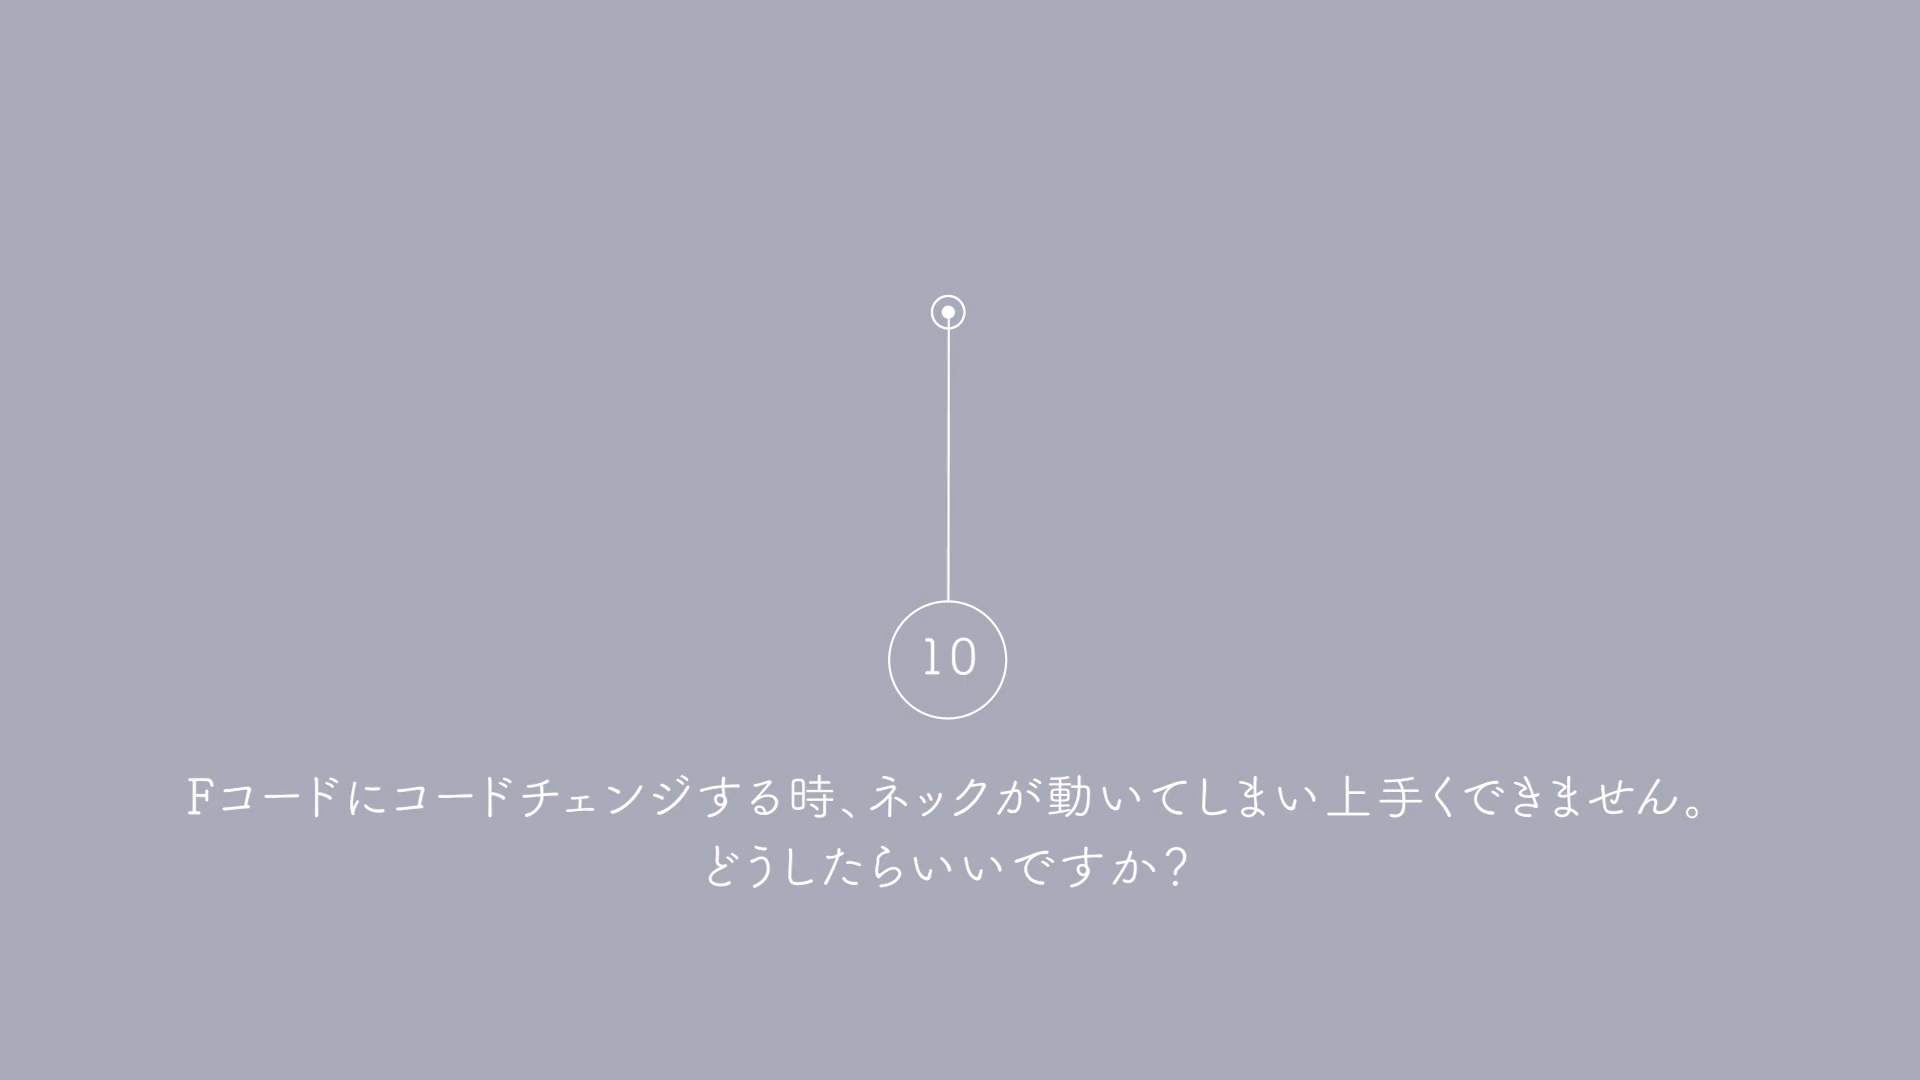 10
Fコードにコードチェンジする時、ネックが動いてしまい上手くできません。
どうしたらいいですか?